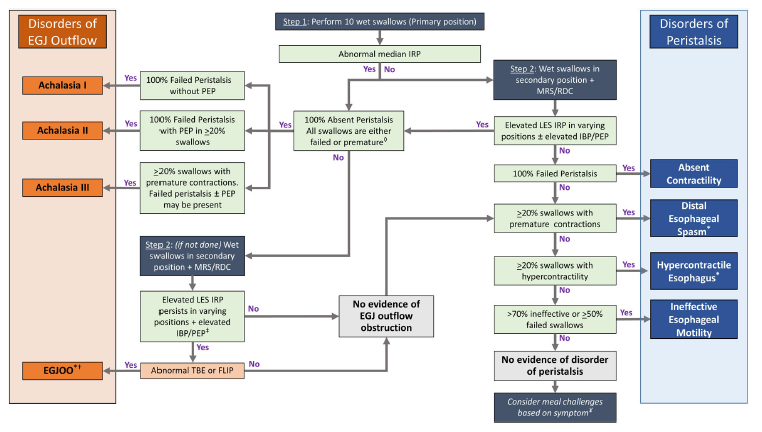 Disorders of
EGJ Outflow
Step 1: Perform 10 wet swallows (Primary position)
Disorders of
Peristalsis
Abnormal median IRP
Yes
No
Step 2: Wet swallows in
secondary position +
MRS/RDC
Achalasia I
Yes
100% Failed Peristalsis
without PEP
Achalasia II
Yes
100% Failed Peristalsis
with PEP in ≥20%
swallows
Yes
100% Absent Peristalsis
All swallows are either
failed or premature◊
Yes
Elevated LES IRP in varying
positions ± elevated IBP/PEP
No
No
100% Failed Peristalsis
Yes
Absent
Contractility
Achalasia III
Yes
≥20% swallows with
premature contractions.
Failed peristalsis ± PEP
may be present
No
≥20% swallows with
premature contractions
Yes
Distal
Esophageal
Spasm*
No
Step 2: (if not done) Wet
swallows in secondary
position + MRS/RDC
≥20% swallows with
hypercontractility
Yes
Hypercontractile
Esophagus*
No
Elevated LES IRP
persists in varying
positions + elevated
IBP/PEP‡
No
No evidence of
EGJ outflow
obstruction
>70% ineffective or ≥50%
failed swallows
Yes
Ineffective
Esophageal
Motility
Yes
No
EGJOO*†
Yes
Abnormal TBE or FLIP
No
No evidence of disorder
of peristalsis
Consider meal challenges
based on symptom¥